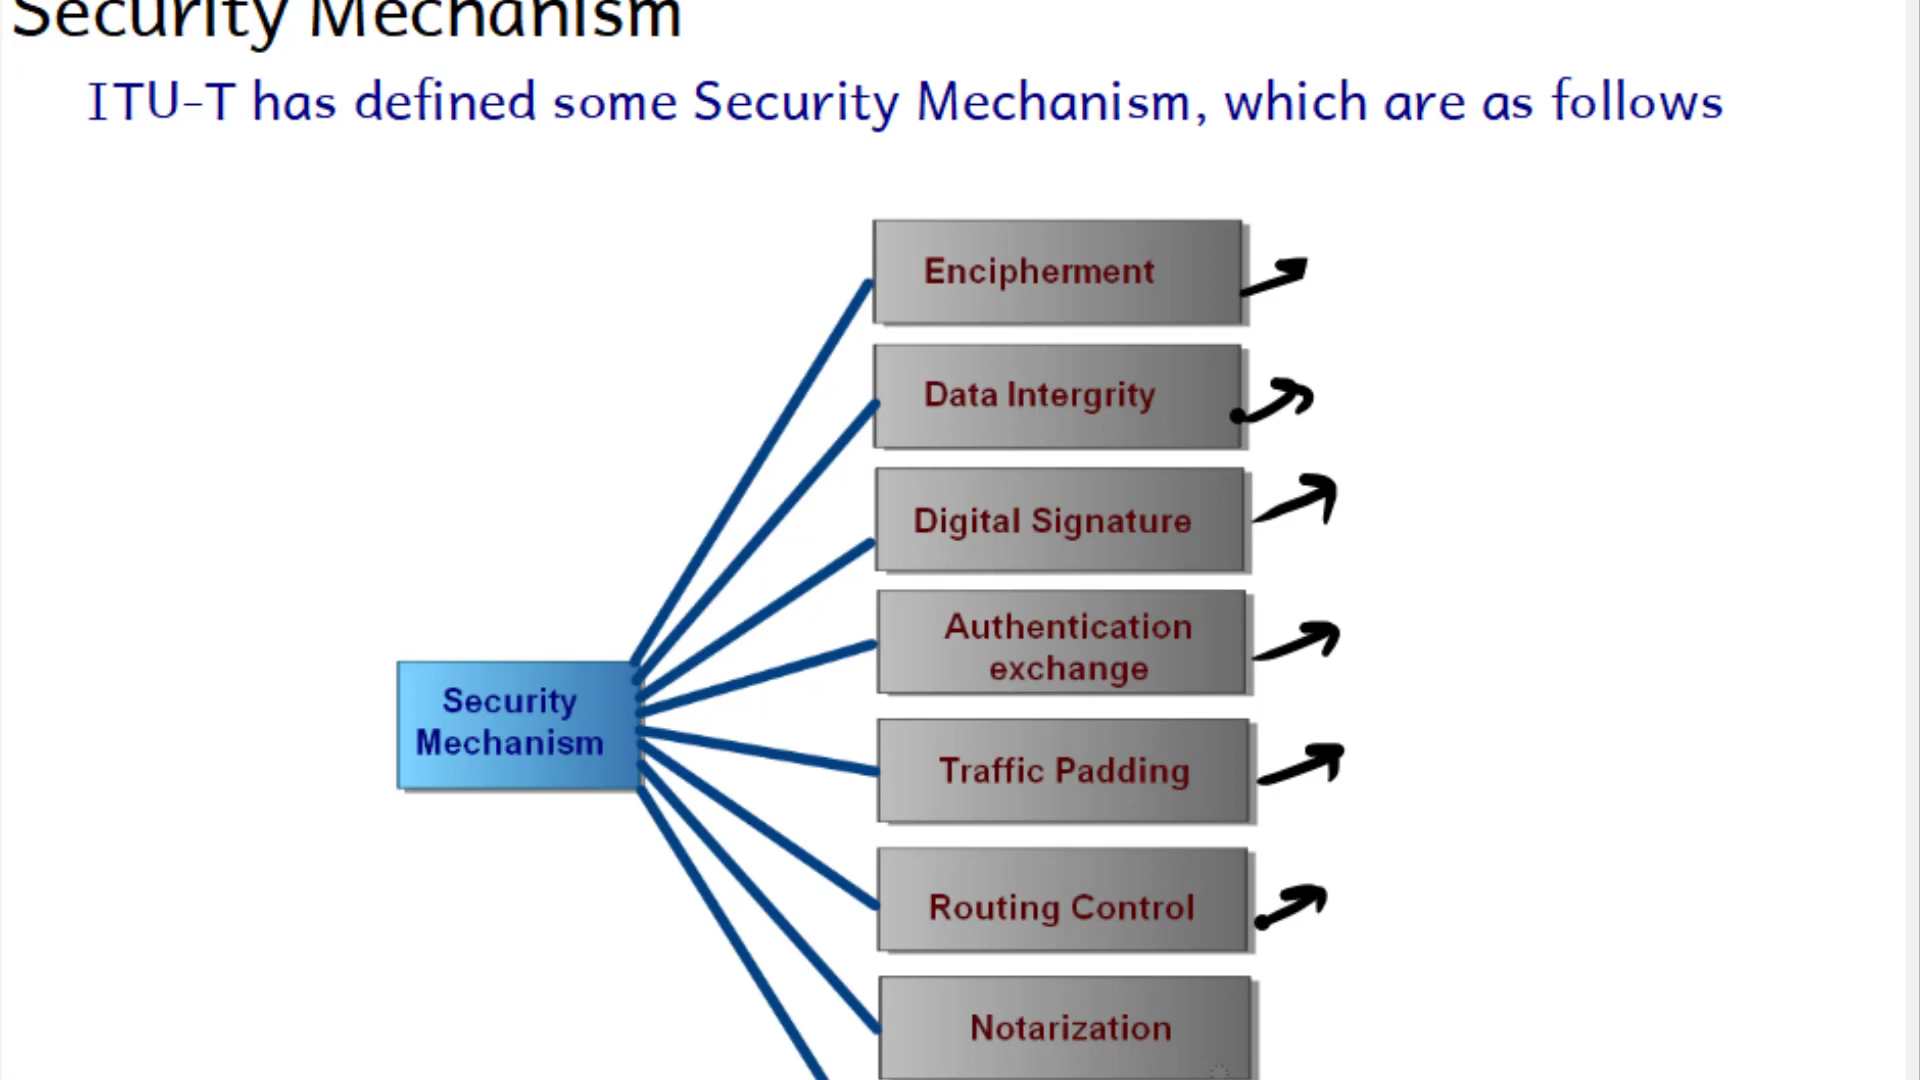 Security Mechanism
ITU-T has defined some Security Mechanism, which are as follows
Encipherment
Data Intergrity
Digital Signature
Authentication
exchange
Security
Mechanism
Traffic Padding
Routing Control
Notarization